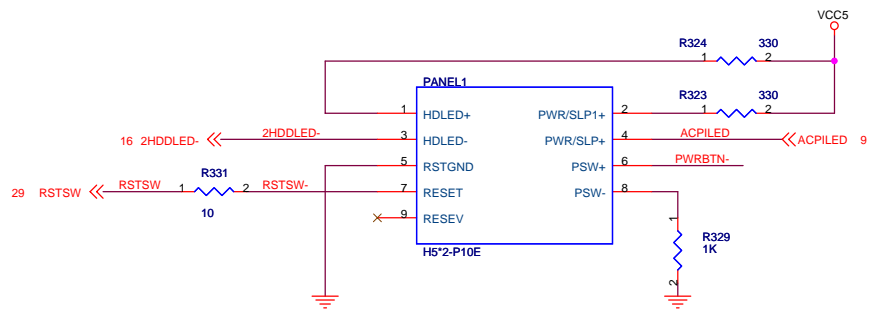 VCC5
R324 330
1 2
PANEL1
R323 330
1 HDLED+ PWR/SLP1+ 2 1 2
16 2HDDLED- 2HDDLED- 3 HDLED- PWR/SLP+ 4 ACPILED ACPILED 9
5 RSTGND PSW+ 6 PWRBTN-
R331
29 RSTSW RSTSW 1 2 RSTSW- 7 RESET PSW- 8
10
9 RESEV
1
R329
1K
H5*2-P10E
2